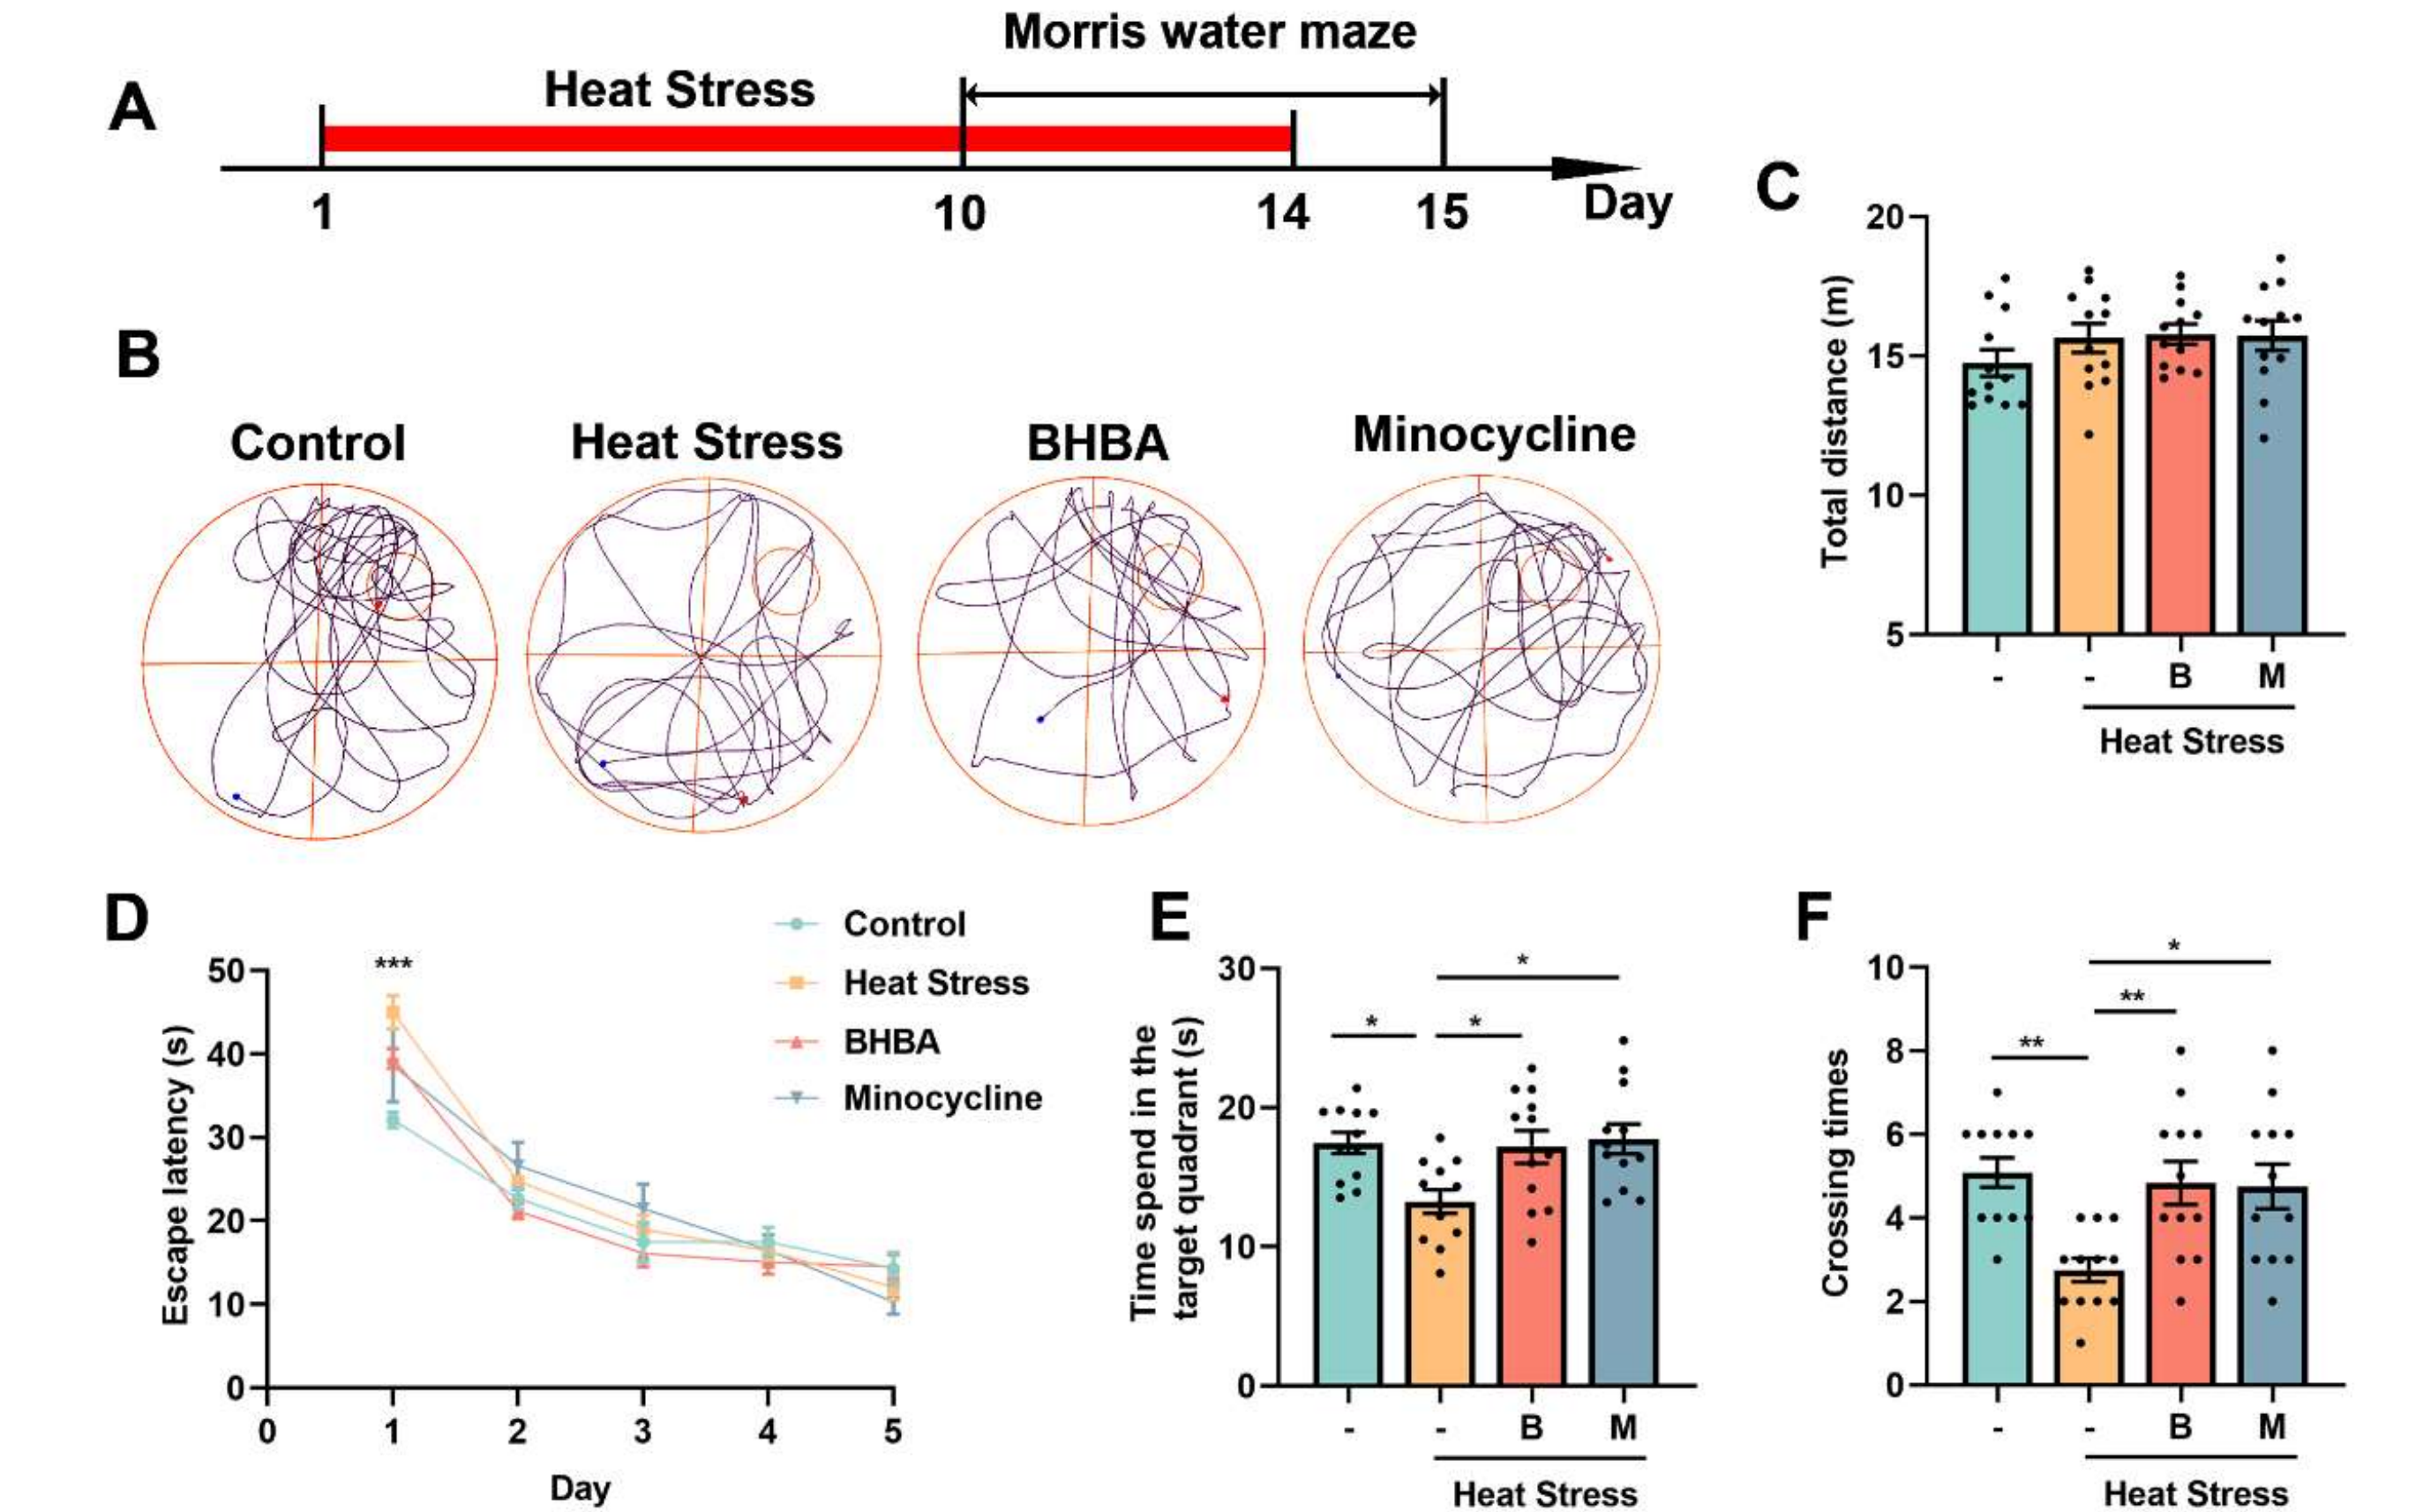 Morris water maze
A
Heat Stress
1
10
14
15
Day
B
Control
Heat Stress
BHBA
Minocycline
C
Total distance (m)
20
15
10
5
-
-
B
M
Heat Stress
D
Control
Heat Stress
BHBA
Minocycline
***
Escape latency (s)
50
40
30
20
10
0
0
1
2
3
4
5
Day
E
Time spend in the
target quadrant (s)
30
20
10
0
*
*
*
-
-
B
M
Heat Stress
F
Crossing times
10
8
6
4
2
0
*
**
**
-
-
B
M
Heat Stress